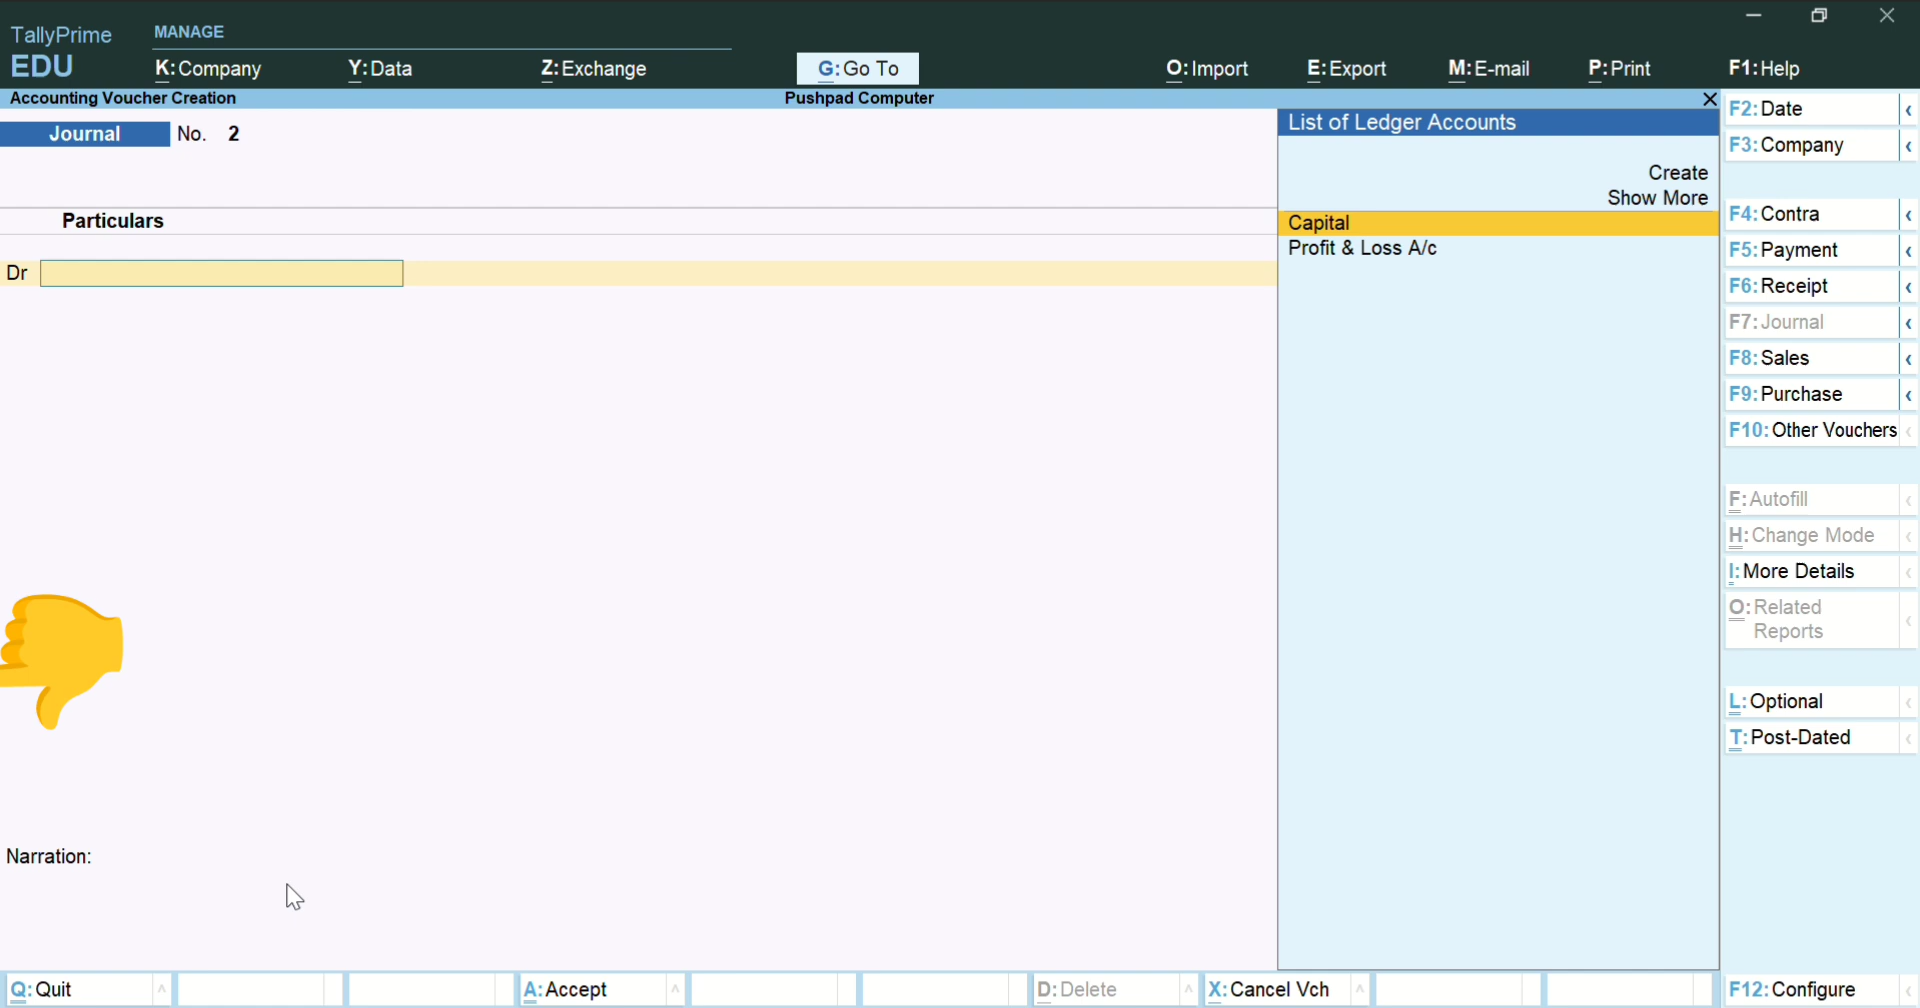 TallyPrime
EDU
MANAGE
K:Company
Y:Data
Z:Exchange
G:Go To
O:Import
E:Export
M:E-mail
P:Print
F1:Help
Accounting Voucher Creation
Pushpad Computer
Journal No. 2
Particulars
Dr
Narration:
List of Ledger Accounts
Create
Show More
Capital
Profit & Loss A/c
F2:Date
F3:Company
F4:Contra
F5:Payment
F6:Receipt
F7:Journal
F8:Sales
F9:Purchase
F10:Other Vouchers
F:Autofill
H:Change Mode
I:More Details
O:Related
Reports
L:Optional
T:Post-Dated
Q:Quit
A:Accept
D:Delete
X:Cancel Vch
F12:Configure